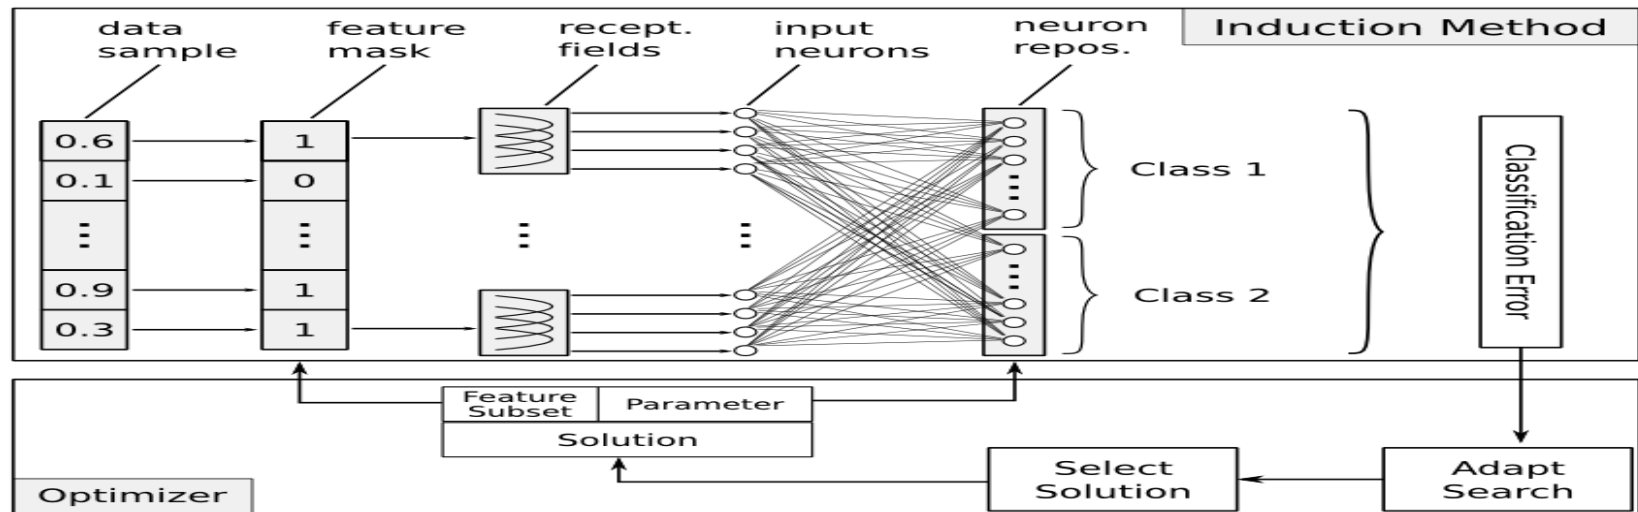 data
sample
feature
mask
recept.
fields
input
neurons
neuron
repos.
Induction Method
0.6
0.1
...
0.9
0.3
1
0
...
1
1
...
...
...
...
Class 1
Class 2
Classification Error
Feature
Subset
Parameter
Solution
Select
Solution
Adapt
Search
Optimizer